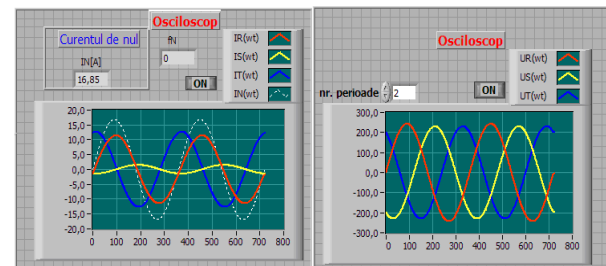 Osciloscop
Curentul de nul
fN
IR(wt)
0
IS(wt)
IN[A]
IT(wt)
16,85
ON
IN(wt)
20,0
15,0
10,0
5,0
0,0
-5,0
-10,0
-15,0
-20,0
0 100 200 300 400 500 600 700 800
Osciloscop
UR(wt)
US(wt)
nr. perioade 2
ON
UT(wt)
300,0
200,0
100,0
0,0
-100,0
-200,0
-300,0
0 100 200 300 400 500 600 700 800